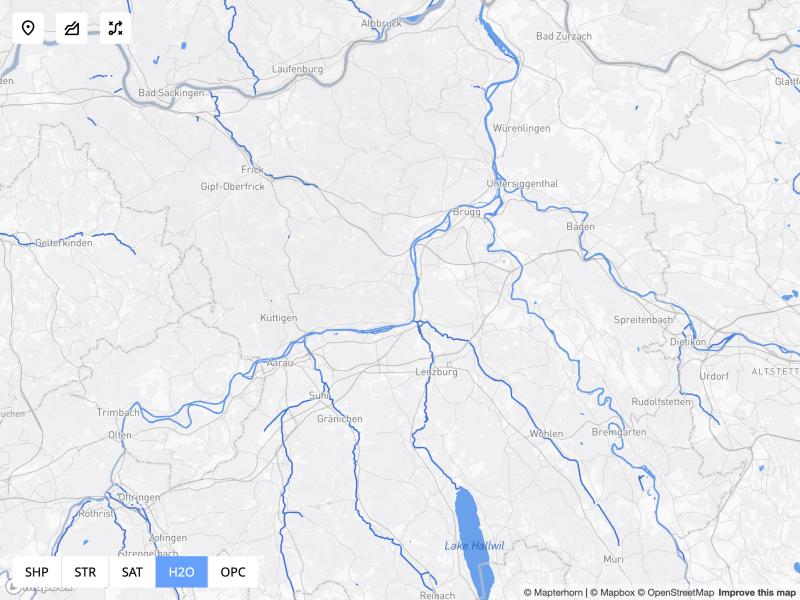 Albbruck
Bad Zurzach
Laufenburg
Bad Säckingen
Würenlingen
Frick
Gipf-Oberfrick
Untersiggenthal
Brugg
Baden
Gelterkinden
Küttigen
Spreitenbach
Dietikon
Aarau
Lenzburg
Urdorf
ALTSTETT
Suhr
Rudolfstetten
Trimbach
Gränichen
Olten
Wohlen
Bremgarten
Oftringen
Rothrist
Zofingen
Strengelbach
Lake Hallwil
Muri
SHP STR SAT H2O OPC
Reinach
© Mapterhorn | © Mapbox © OpenStreetMap Improve this map